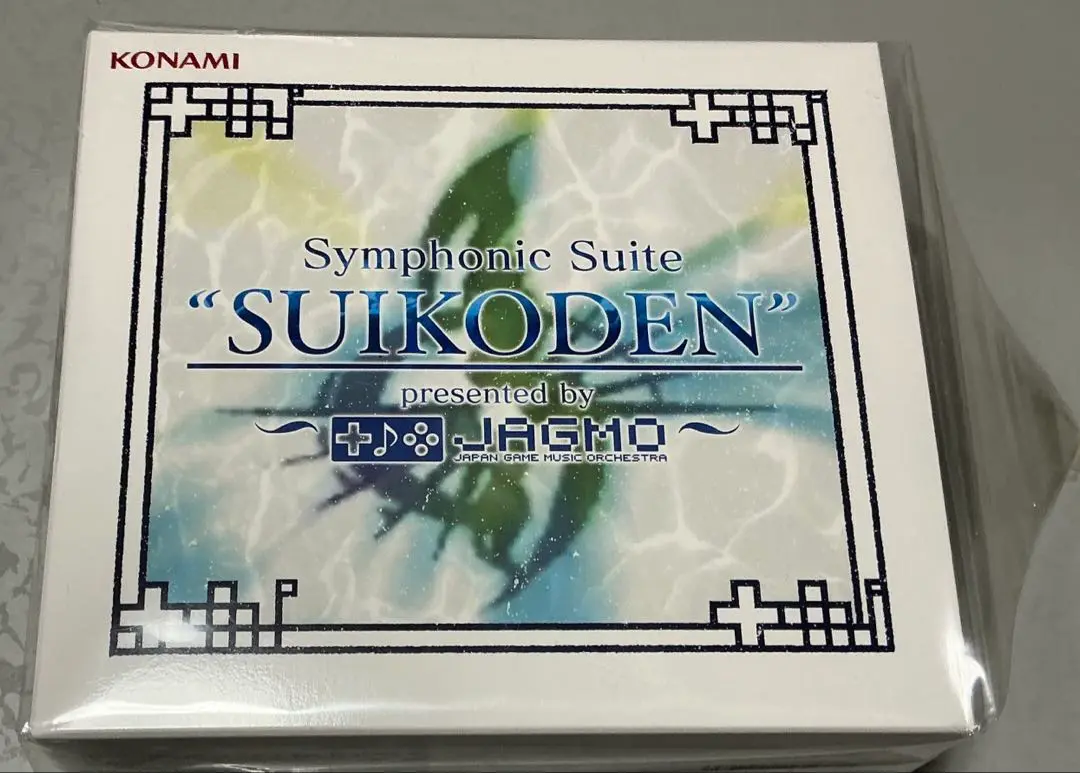 KONAMI
Symphonic Suite
“SUIKODEN”
presented by
JAGMO
JAPAN GAME MUSIC ORCHESTRA